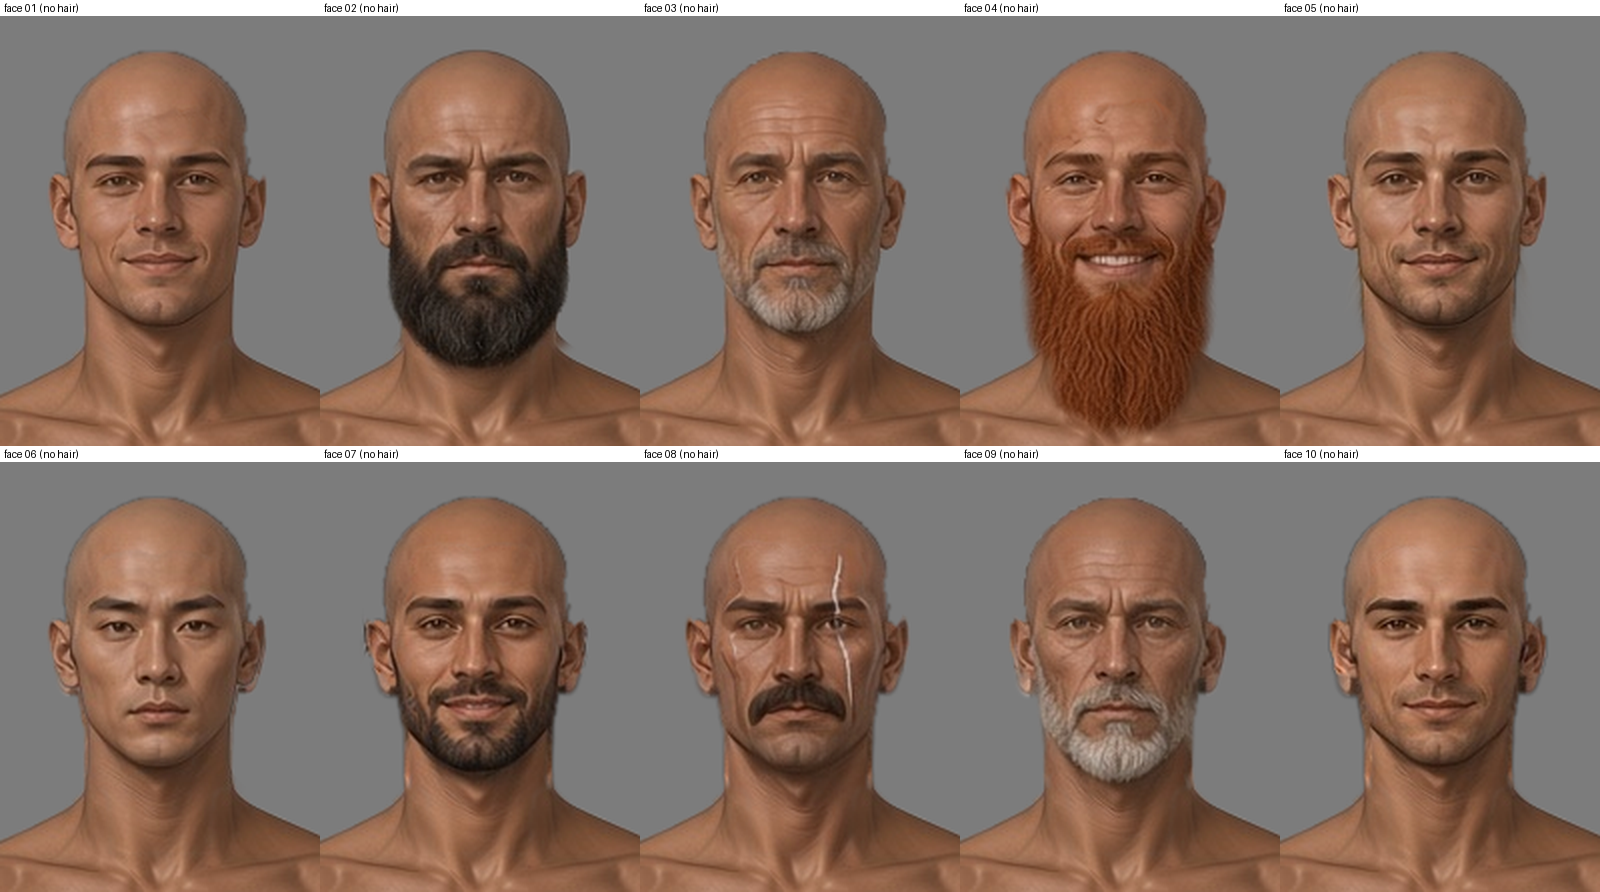 face 01 (no hair)
face 02 (no hair)
face 03 (no hair)
face 04 (no hair)
face 05 (no hair)
face 06 (no hair)
face 07 (no hair)
face 08 (no hair)
face 09 (no hair)
face 10 (no hair)